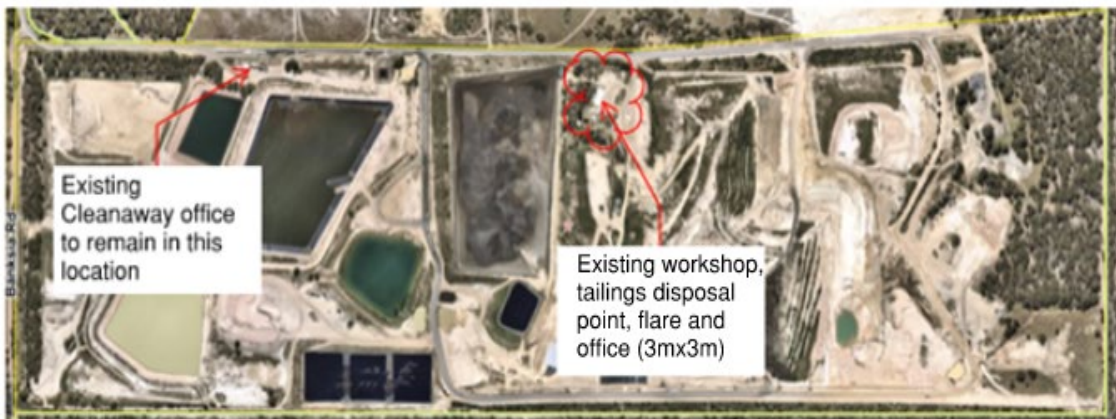 Existing
Cleanaway office
to remain in this
location
Existing workshop,
tailings disposal
point, flare and
office (3mx3m)
Banksia Rd